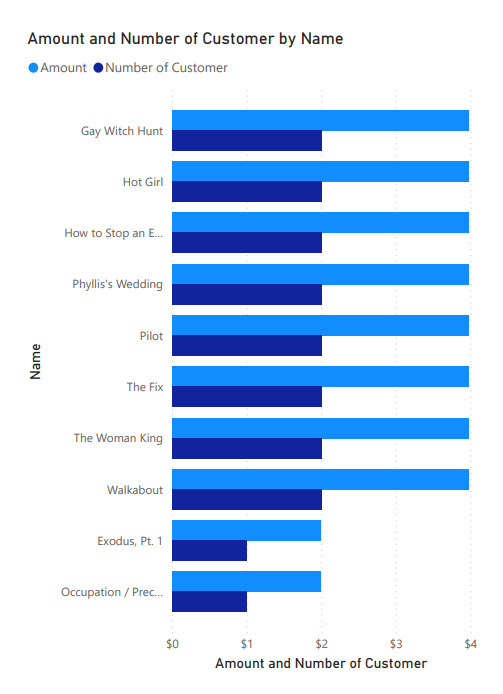 Amount and Number of Customer by Name
Amount Number of Customer
Gay Witch Hunt
Hot Girl
How to Stop an E...
Phyllis's Wedding
Pilot
The Fix
The Woman King
Walkabout
Exodus, Pt. 1
Occupation / Prec...
Name
$0 $1 $2 $3 $4
Amount and Number of Customer